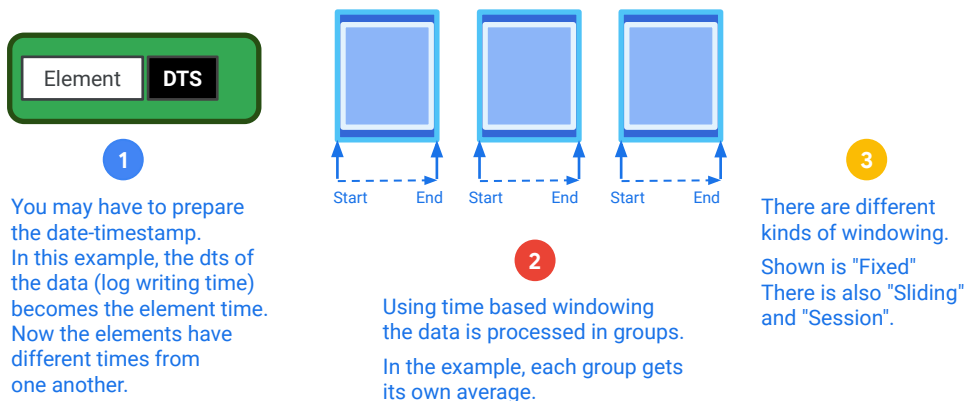 Element DTS
1
You may have to prepare
the date-timestamp.
In this example, the dts of
the data (log writing time)
becomes the element time.
Now the elements have
different times from
one another.
Start End Start End Start End
2
Using time based windowing
the data is processed in groups.
In the example, each group gets
its own average.
3
There are different
kinds of windowing.
Shown is "Fixed"
There is also "Sliding"
and "Session".